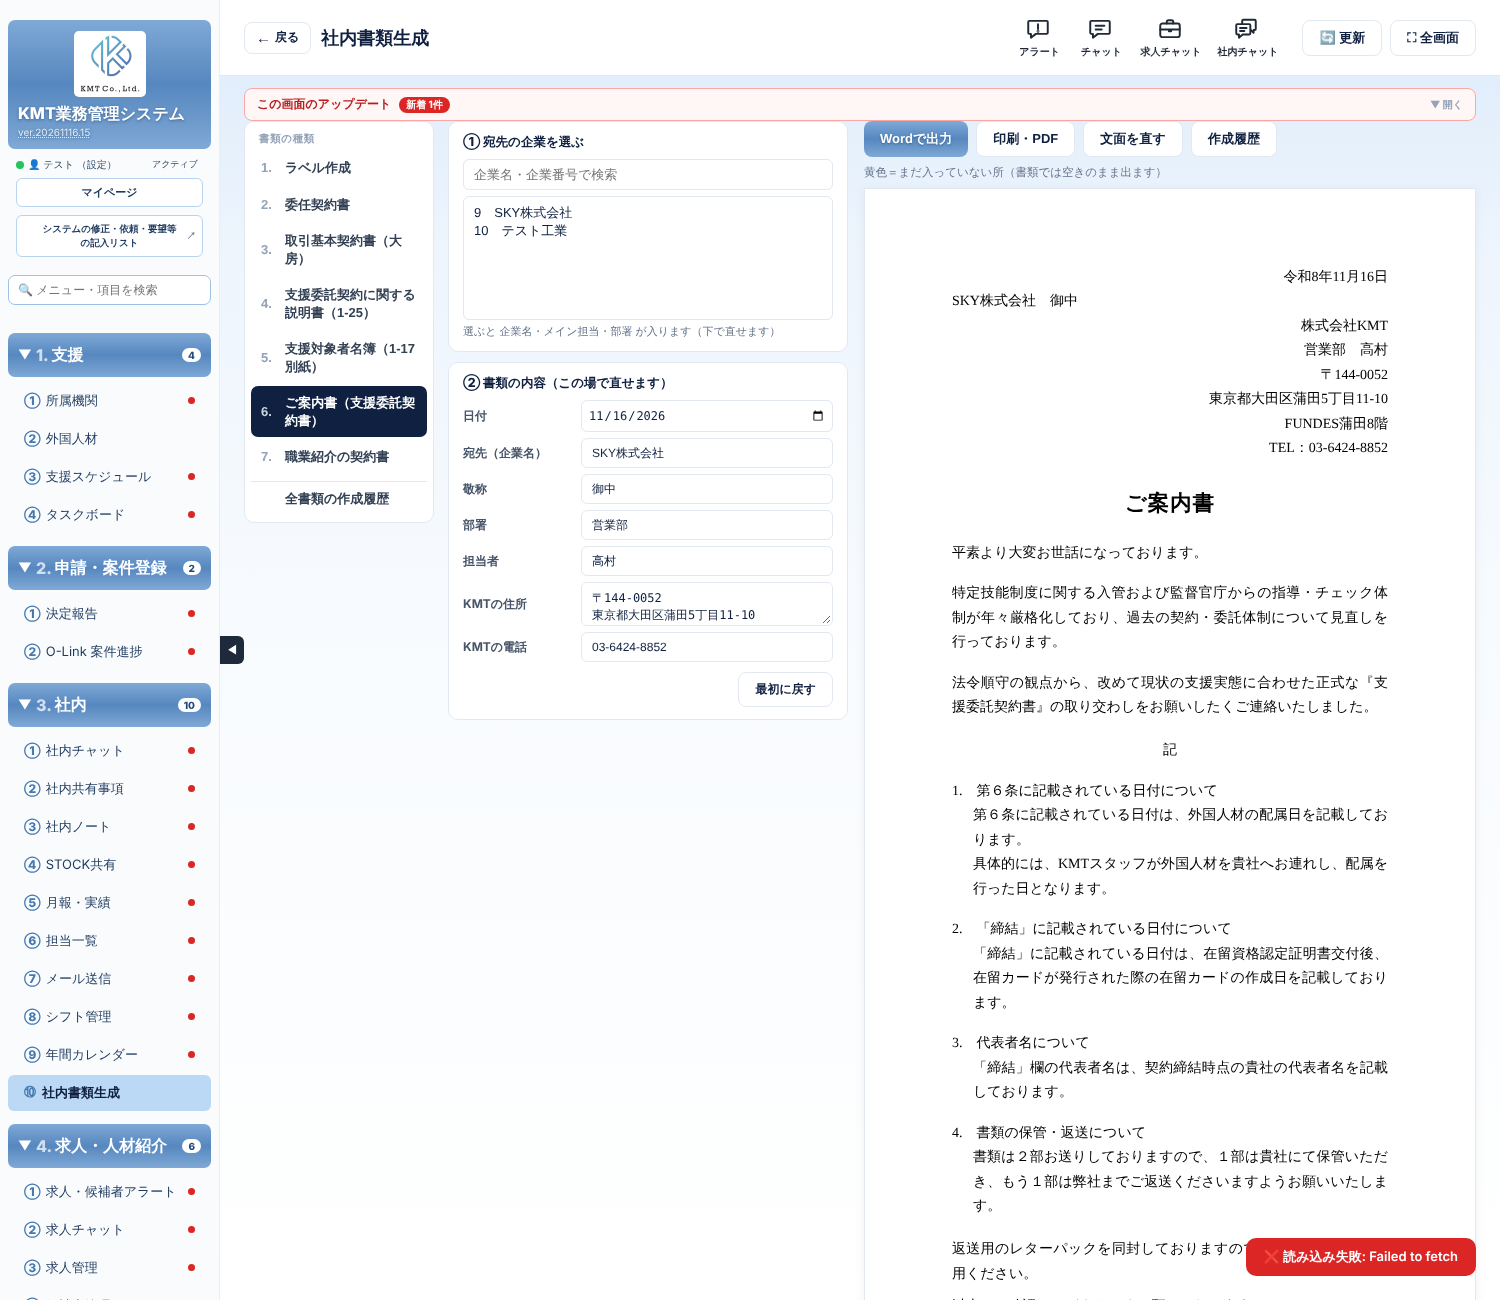 KMT Co.,Ltd.
KMT業務管理システム
ver.20261116.15
👤 テスト （設定）
アクティブ
マイページ
システムの修正・依頼・要望等の記入リスト ↗
🔍 メニュー・項目を検索
▼ 1. 支援 4
① 所属機関
② 外国人材
③ 支援スケジュール
④ タスクボード
▼ 2. 申請・案件登録 2
① 決定報告
② O-Link 案件進捗
▼ 3. 社内 10
① 社内チャット
② 社内共有事項
③ 社内ノート
④ STOCK共有
⑤ 月報・実績
⑥ 担当一覧
⑦ メール送信
⑧ シフト管理
⑨ 年間カレンダー
⑩ 社内書類生成
▼ 4. 求人・人材紹介 6
① 求人・候補者アラート
② 求人チャット
③ 求人管理
← 戻る
社内書類生成
アラート
チャット
求人チャット
社内チャット
🔄 更新
⛶ 全画面
この画面のアップデート 新着 1件
▼ 開く
◀
書類の種類
1. ラベル作成
2. 委任契約書
3. 取引基本契約書（大房）
4. 支援委託契約に関する説明書（1-25）
5. 支援対象者名簿（1-17別紙）
6. ご案内書（支援委託契約書）
7. 職業紹介の契約書
全書類の作成履歴
① 宛先の企業を選ぶ
企業名・企業番号で検索
9　SKY株式会社
10　テスト工業
選ぶと 企業名・メイン担当・部署 が入ります（下で直せます）
② 書類の内容（この場で直せます）
日付 11/16/2026
宛先（企業名） SKY株式会社
敬称 御中
部署 営業部
担当者 高村
KMTの住所 〒144-0052
東京都大田区蒲田5丁目11-10
KMTの電話 03-6424-8852
最初に戻す
Wordで出力
印刷・PDF
文面を直す
作成履歴
黄色＝まだ入っていない所（書類では空きのまま出ます）
令和8年11月16日
SKY株式会社　御中
株式会社KMT
営業部　高村
〒144-0052
東京都大田区蒲田5丁目11-10
FUNDES蒲田8階
TEL：03-6424-8852
ご案内書
平素より大変お世話になっております。
特定技能制度に関する入管および監督官庁からの指導・チェック体
制が年々厳格化しており、過去の契約・委託体制について見直しを
行っております。
法令順守の観点から、改めて現状の支援実態に合わせた正式な『支
援委託契約書』の取り交わしをお願いしたくご連絡いたしました。
記
1.　第６条に記載されている日付について
第６条に記載されている日付は、外国人材の配属日を記載してお
ります。
具体的には、KMTスタッフが外国人材を貴社へお連れし、配属を
行った日となります。
2.　「締結」に記載されている日付について
「締結」に記載されている日付は、在留資格認定証明書交付後、
在留カードが発行された際の在留カードの作成日を記載しており
ます。
3.　代表者名について
「締結」欄の代表者名は、契約締結時点の貴社の代表者名を記載
しております。
4.　書類の保管・返送について
書類は２部お送りしておりますので、１部は貴社にて保管いただ
き、もう１部は弊社までご返送くださいますようお願いいたしま
す。
返送用のレターパックを同封しておりますので
用ください。
❌ 読み込み失敗: Failed to fetch